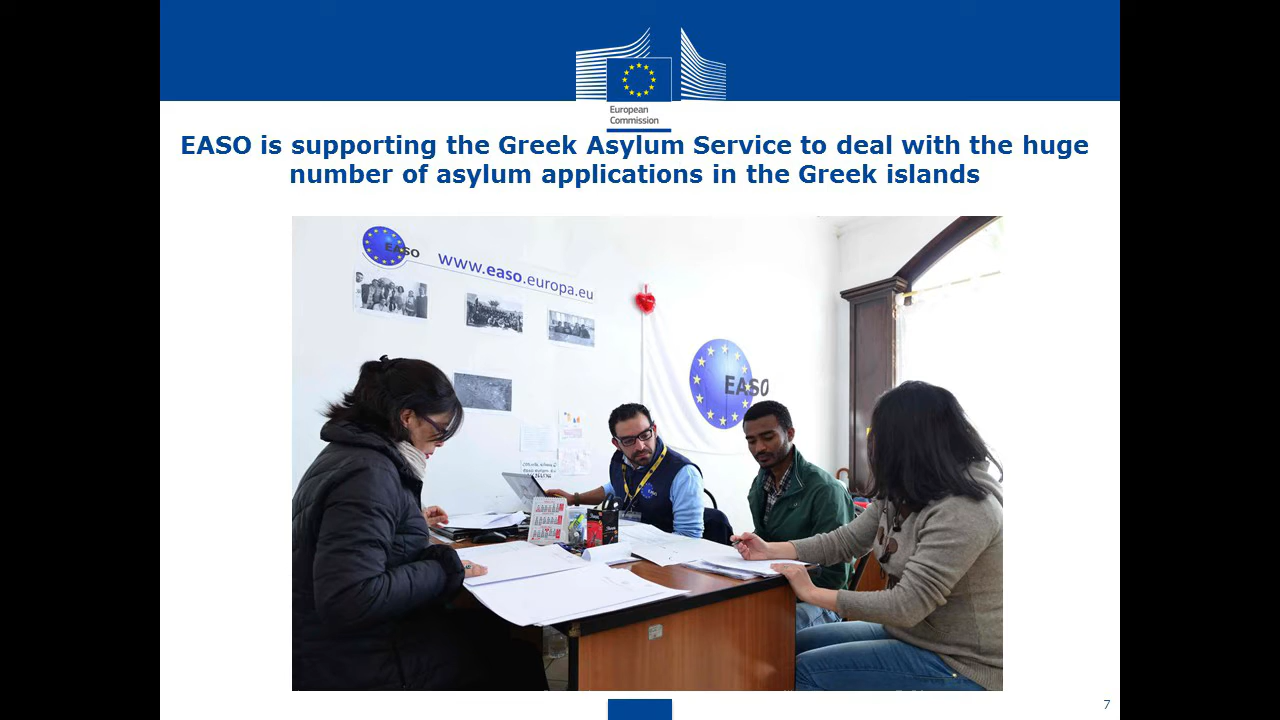 European
Commission
EASO is supporting the Greek Asylum Service to deal with the huge
number of asylum applications in the Greek islands
EASO
www.easo.europa.eu
EASO
7